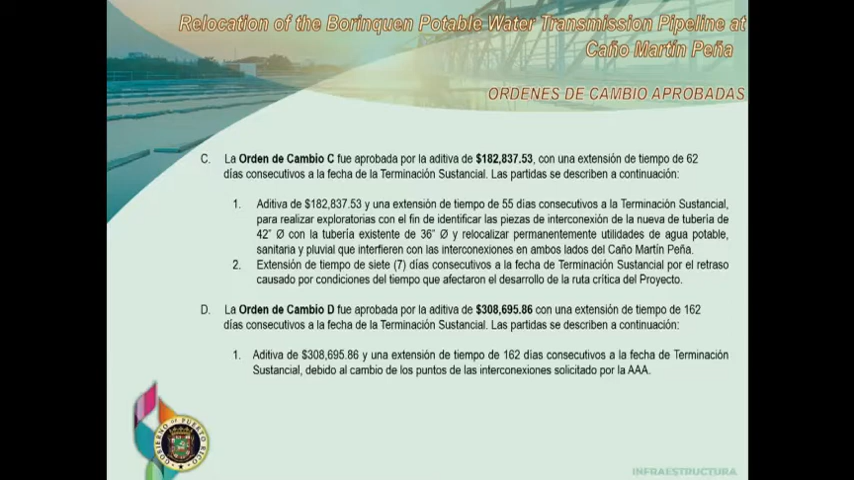 Relocation of the Borinquen Potable Water Transmission Pipeline at
Caño Martín Peña
ORDENES DE CAMBIO APROBADAS
C. La Orden de Cambio C fue aprobada por la aditiva de $182,837.53, con una extensión de tiempo de 62
días consecutivos a la fecha de la Terminación Sustancial. Las partidas se describen a continuación:
1. Aditiva de $182,837.53 y una extensión de tiempo de 55 días consecutivos a la Terminación Sustancial,
para realizar exploratorias con el fin de identificar las piezas de interconexión de la nueva de tubería de
42" Ø con la tubería existente de 36" Ø y relocalizar permanentemente utilidades de agua potable,
sanitaria y pluvial que interfieren con las interconexiones en ambos lados del Caño Martín Peña.
2. Extensión de tiempo de siete (7) días consecutivos a la fecha de Terminación Sustancial por el retraso
causado por condiciones del tiempo que afectaron el desarrollo de la ruta crítica del Proyecto.
D. La Orden de Cambio D fue aprobada por la aditiva de $308,695.86 con una extensión de tiempo de 162
días consecutivos a la fecha de la Terminación Sustancial. Las partidas se describen a continuación:
1. Aditiva de $308,695.86 y una extensión de tiempo de 162 días consecutivos a la fecha de Terminación
Sustancial, debido al cambio de los puntos de las interconexiones solicitado por la AAA.
GOBIERNO DE PUERTO RICO
INFRAESTRUCTURA